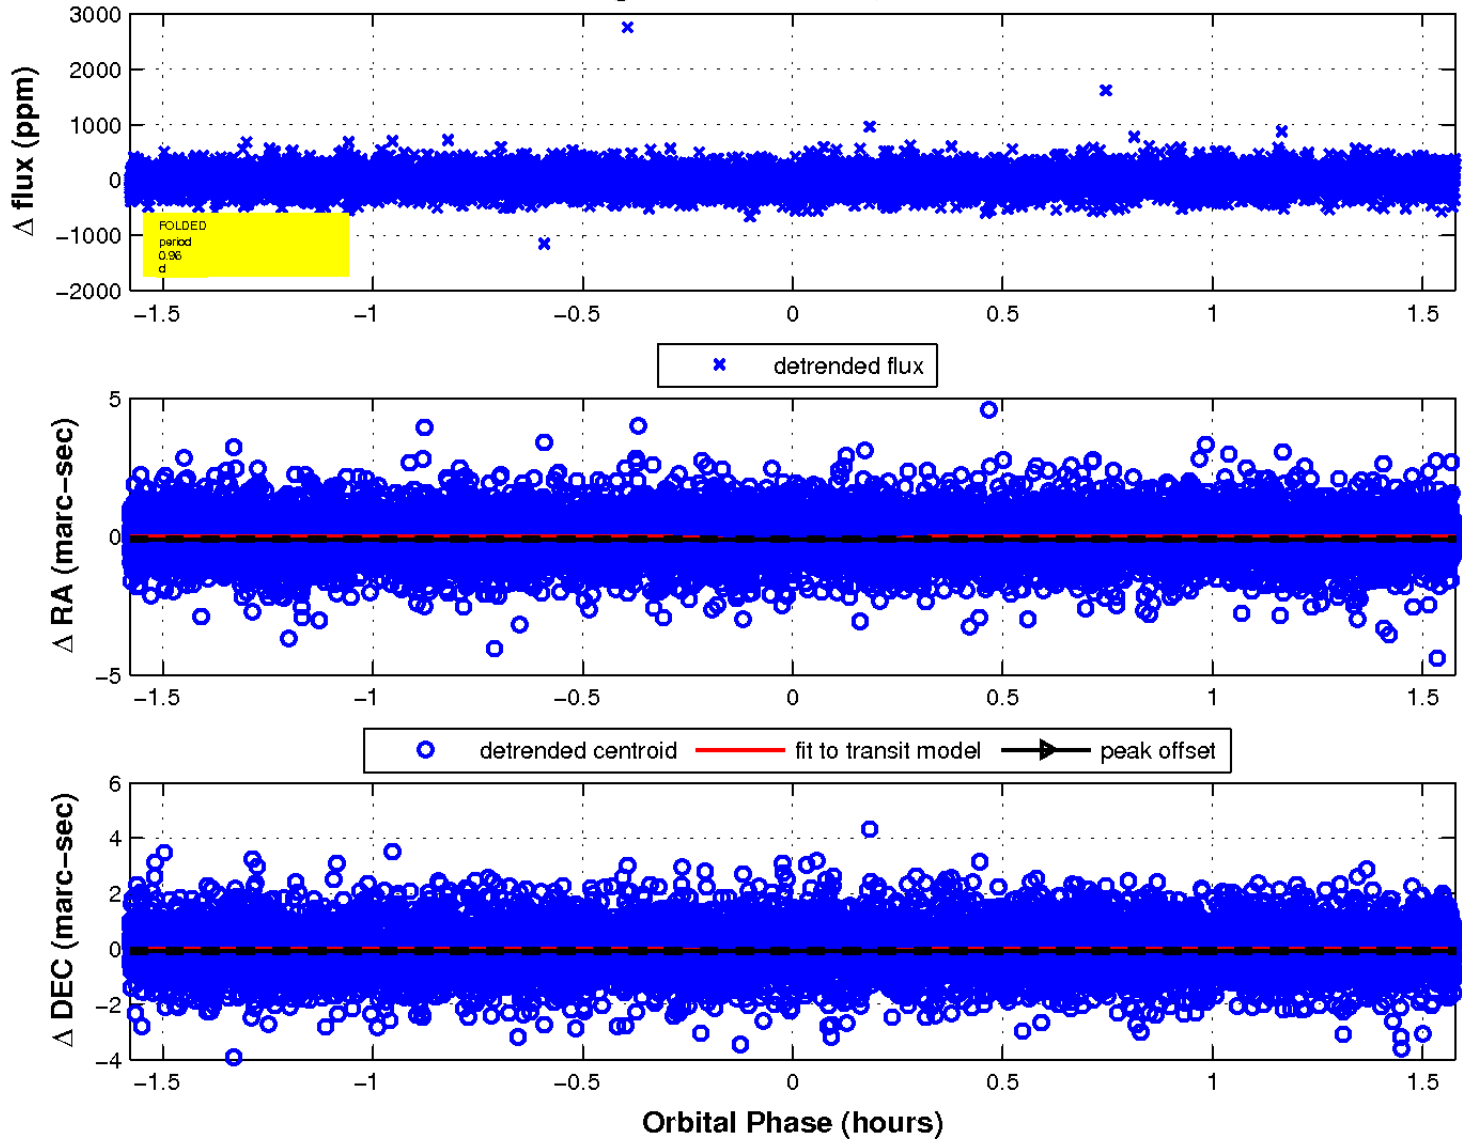 3000
2000
1000
0
−1000
−2000
Δ flux (ppm)
FOLDED
period
0.96
d
−1.5 −1 −0.5 0 0.5 1 1.5
detrended flux
5
0
−5
Δ RA (marc−sec)
−1.5 −1 −0.5 0 0.5 1 1.5
detrended centroid fit to transit model peak offset
6
4
2
0
−2
−4
Δ DEC (marc−sec)
−1.5 −1 −0.5 0 0.5 1 1.5
Orbital Phase (hours)